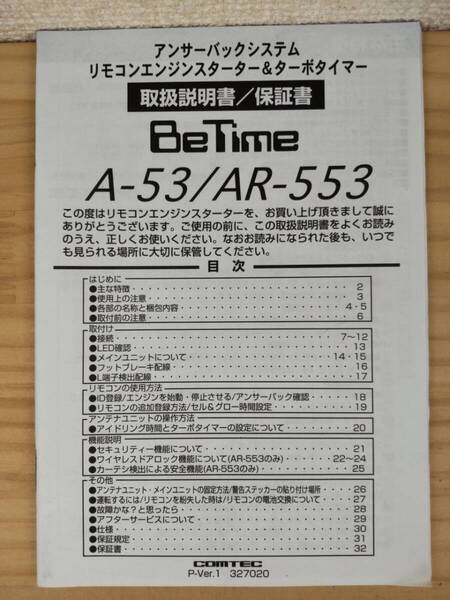 アンサーバックシステム
リモコンエンジンスターター&ターボタイマー
取扱説明書/保証書
BeTime
A-53/AR-553
この度はリモコンエンジンスターターを、お買い上げ頂きまして誠に
ありがとうございます。ご使用の前に、この取扱説明書をよくお読み
のうえ、正しくお使いください。なおお読みになられた後も、いつで
も見られる場所に大切に保管してください。
目 次
はじめに
●主な特徴・・・・・・・・・・・・・・・・・・・・2
●使用上の注意・・・・・・・・・・・・・・・・・・3
●各部の名称と梱包内容・・・・・・・・・・・・・・4・5
●取付前の注意・・・・・・・・・・・・・・・・・・6
取付け
●接続・・・・・・・・・・・・・・・・・・・・・・7〜12
●LED確認・・・・・・・・・・・・・・・・・・・・13
●メインユニットについて・・・・・・・・・・・・・14・15
●フットブレーキ配線・・・・・・・・・・・・・・・16
●L端子検出配線・・・・・・・・・・・・・・・・・17
リモコンの使用方法
●ID登録/エンジンを始動・停止させる/アンサーバック確認・・・・18
●リモコンの追加登録方法/セル&グロー時間設定・・・・・・・19
アンテナユニットの操作方法
●アイドリング時間とターボタイマーの設定について・・・・・・20
機能説明
●セキュリティー機能について・・・・・・・・・・・21
●ワイヤレスドアロック機能について(AR-553のみ)・・・・・22〜24
●カーテシ検出による安全機能(AR-553のみ)・・・・・・・25
その他
●アンテナユニット・メインユニットの固定方法/警告ステッカーの貼り付け場所・・・・26
●運転するには/リモコンを紛失した時は/リモコンの電池交換について・・・・27
●故障かな?と思ったら・・・・・・・・・・・・・・28
●アフターサービスについて・・・・・・・・・・・・29
●仕様・・・・・・・・・・・・・・・・・・・・・・30
●保証規定・・・・・・・・・・・・・・・・・・・・31
●保証書・・・・・・・・・・・・・・・・・・・・・32
COMTEC
P-Ver.1 327020